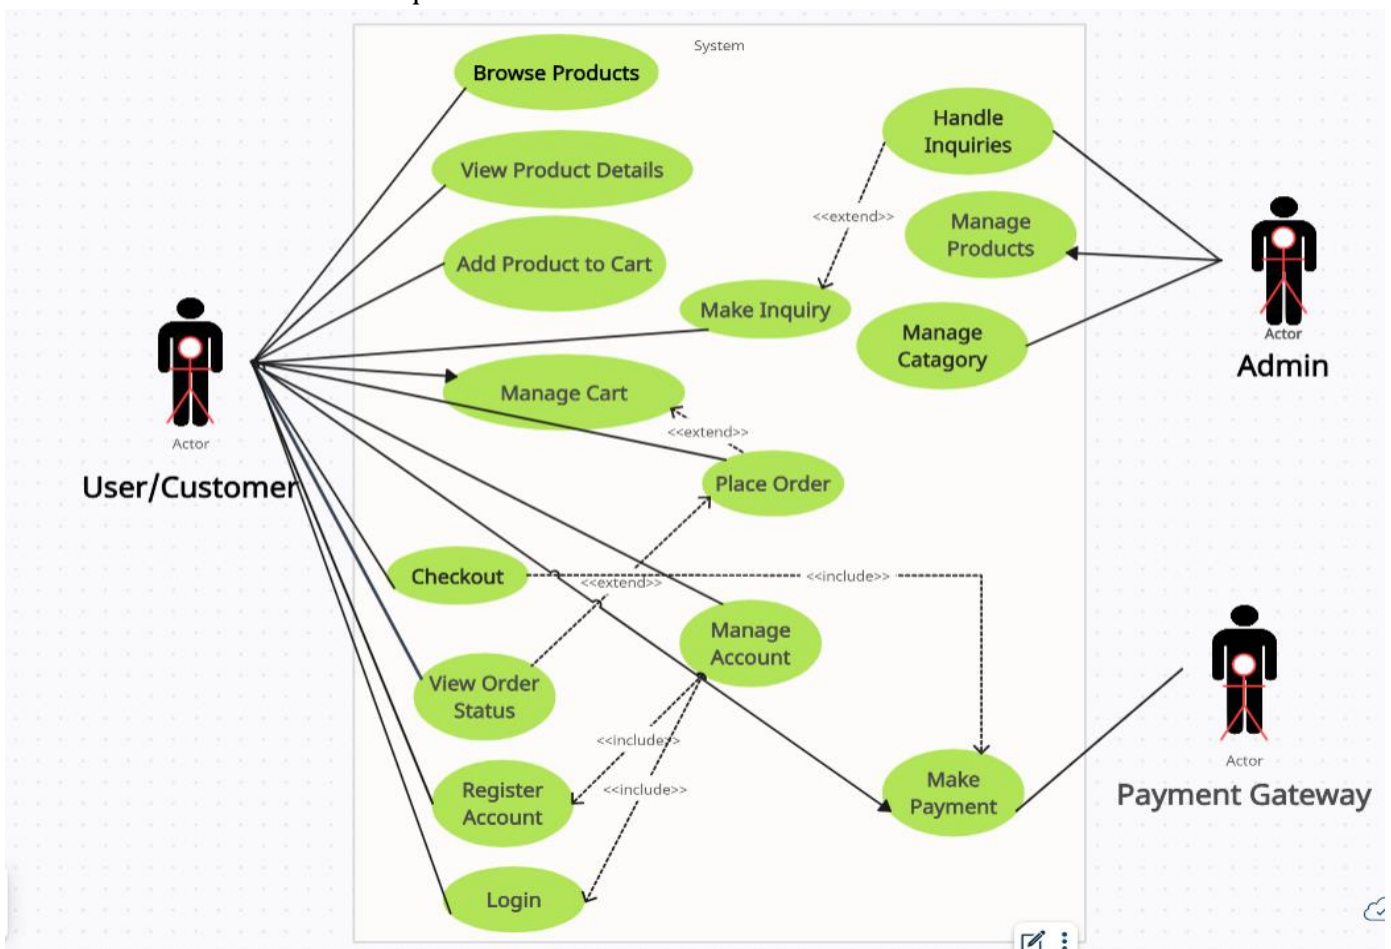 System
Browse Products
View Product Details
Add Product to Cart
Handle
Inquiries
<<extend>>
Manage
Products
Make Inquiry
Manage
Catagory
Actor
Admin
Manage Cart
<<extend>>
Actor
User/Customer
Place Order
Checkout
<<extend>>
<<include>>
Manage
Account
View Order
Status
<<include>>
<<include>>
Register
Account
Make
Payment
Actor
Payment Gateway
Login